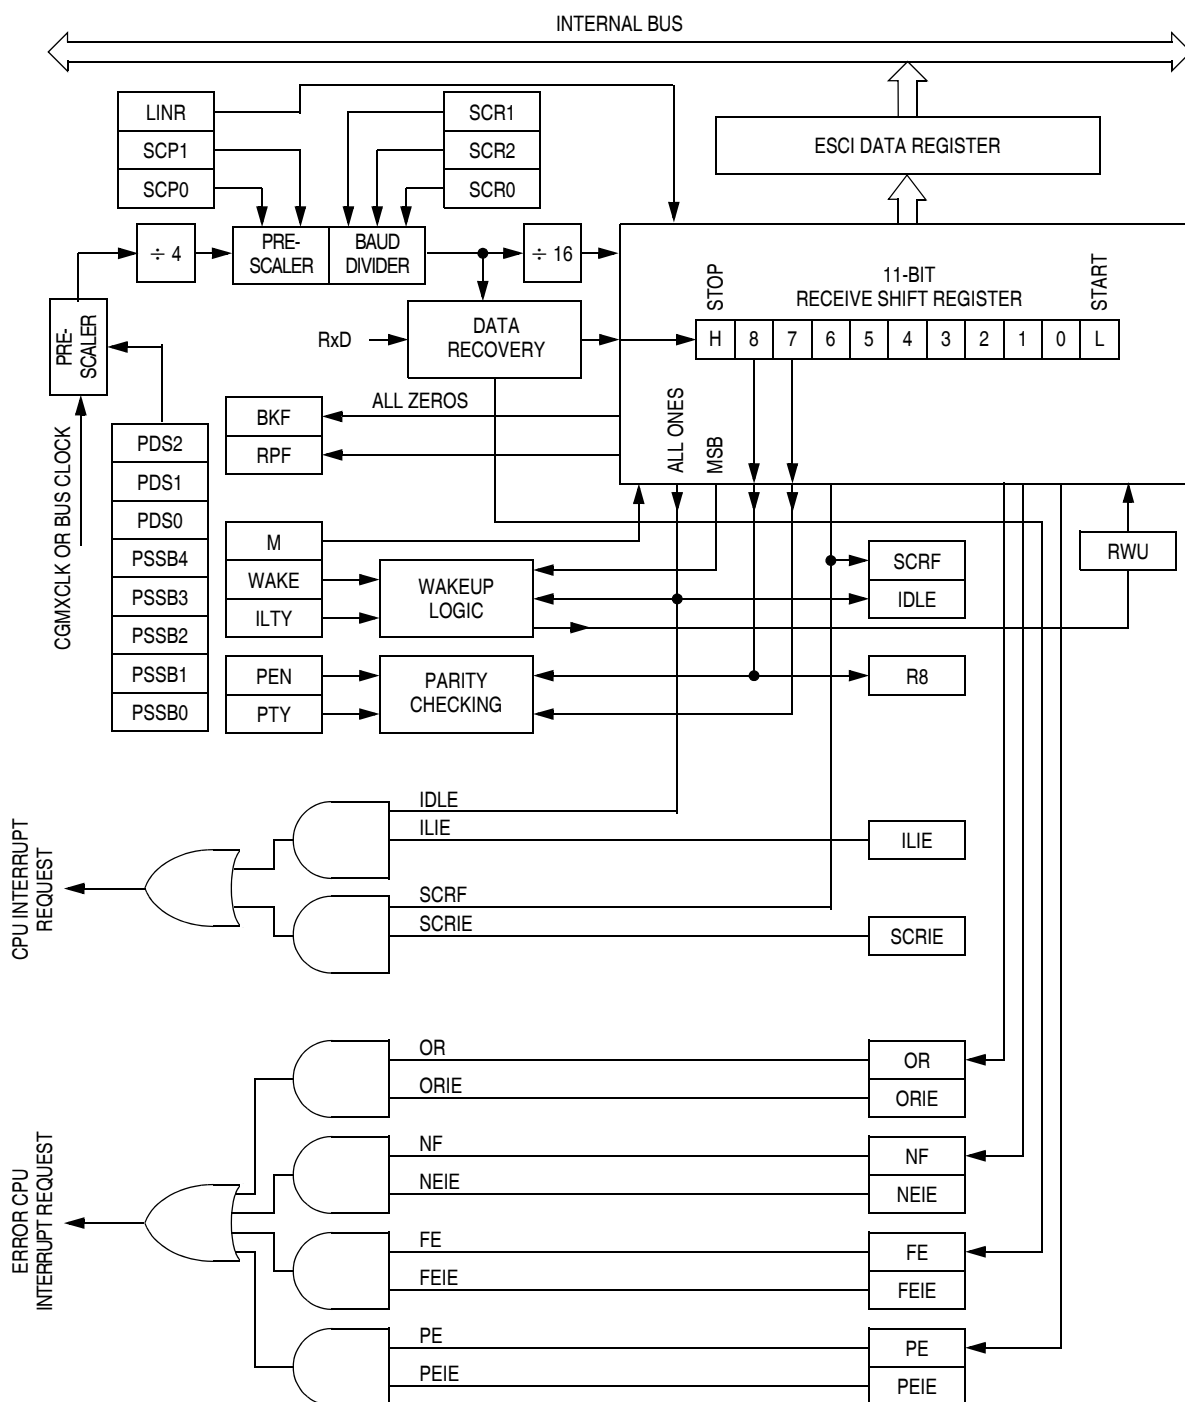 INTERNAL BUS
LINR
SCP1
SCP0
SCR1
SCR2
SCR0
ESCI DATA REGISTER
÷ 4
PRE-
SCALER
BAUD
DIVIDER
÷ 16
PRE-
SCALER
RxD
DATA
RECOVERY
STOP
11-BIT
RECEIVE SHIFT REGISTER
START
H
8
7
6
5
4
3
2
1
0
L
ALL ZEROS
ALL ONES
MSB
BKF
RPF
CGMXCLK OR BUS CLOCK
PDS2
PDS1
PDS0
PSSB4
PSSB3
PSSB2
PSSB1
PSSB0
M
WAKE
ILTY
WAKEUP
LOGIC
SCRF
IDLE
RWU
PEN
PTY
PARITY
CHECKING
R8
CPU INTERRUPT
REQUEST
IDLE
ILIE
ILIE
SCRF
SCRIE
SCRIE
ERROR CPU
INTERRUPT REQUEST
OR
ORIE
OR
ORIE
NF
NEIE
NF
NEIE
FE
FEIE
FE
FEIE
PE
PEIE
PE
PEIE